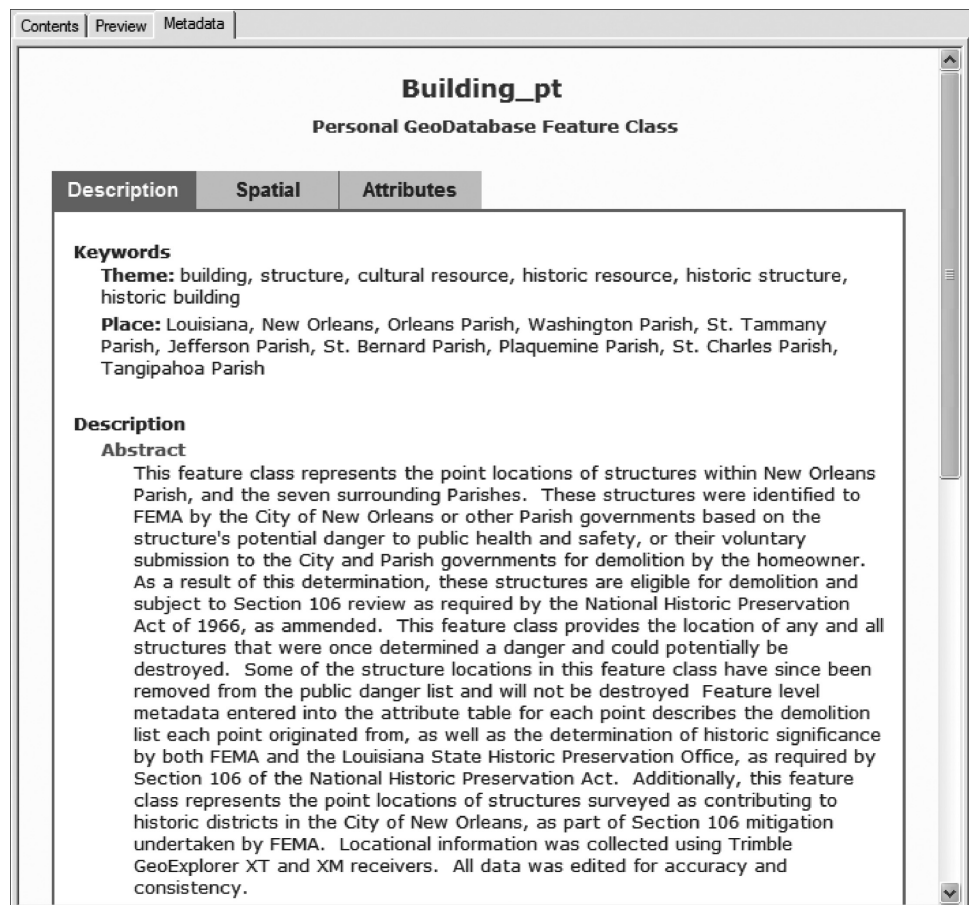 Contents Preview Metadata
Building_pt
Personal GeoDatabase Feature Class
Description Spatial Attributes
Keywords
Theme: building, structure, cultural resource, historic resource, historic structure,
historic building
Place: Louisiana, New Orleans, Orleans Parish, Washington Parish, St. Tammany
Parish, Jefferson Parish, St. Bernard Parish, Plaquemine Parish, St. Charles Parish,
Tangipahoa Parish
Description
Abstract
This feature class represents the point locations of structures within New Orleans
Parish, and the seven surrounding Parishes.  These structures were identified to
FEMA by the City of New Orleans or other Parish governments based on the
structure's potential danger to public health and safety, or their voluntary
submission to the City and Parish governments for demolition by the homeowner.
As a result of this determination, these structures are eligible for demolition and
subject to Section 106 review as required by the National Historic Preservation
Act of 1966, as ammended.  This feature class provides the location of any and all
structures that were once determined a danger and could potentially be
destroyed.  Some of the structure locations in this feature class have since been
removed from the public danger list and will not be destroyed  Feature level
metadata entered into the attribute table for each point describes the demolition
list each point originated from, as well as the determination of historic significance
by both FEMA and the Louisiana State Historic Preservation Office, as required by
Section 106 of the National Historic Preservation Act.  Additionally, this feature
class represents the point locations of structures surveyed as contributing to
historic districts in the City of New Orleans, as part of Section 106 mitigation
undertaken by FEMA.  Locational information was collected using Trimble
GeoExplorer XT and XM receivers.  All data was edited for accuracy and
consistency.